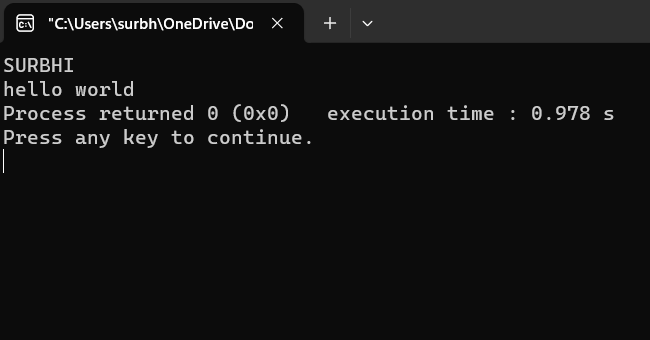 "C:\Users\surbh\OneDrive\Do
SURBHI
hello world
Process returned 0 (0x0)   execution time : 0.978 s
Press any key to continue.